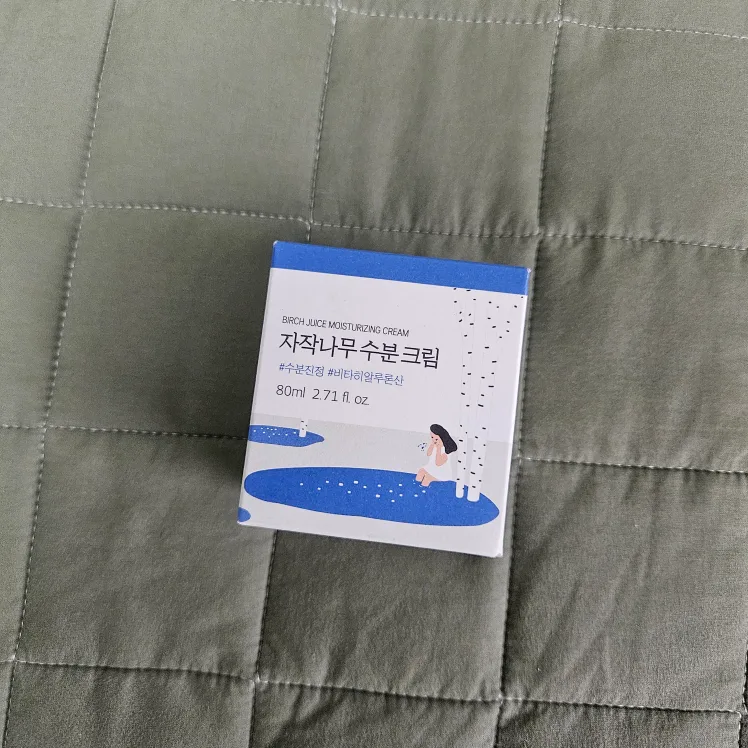 BIRCH JUICE MOISTURIZING CREAM
자작나무 수분 크림
#수분진정 #비타히알루론산
80ml 2.71 fl. oz.